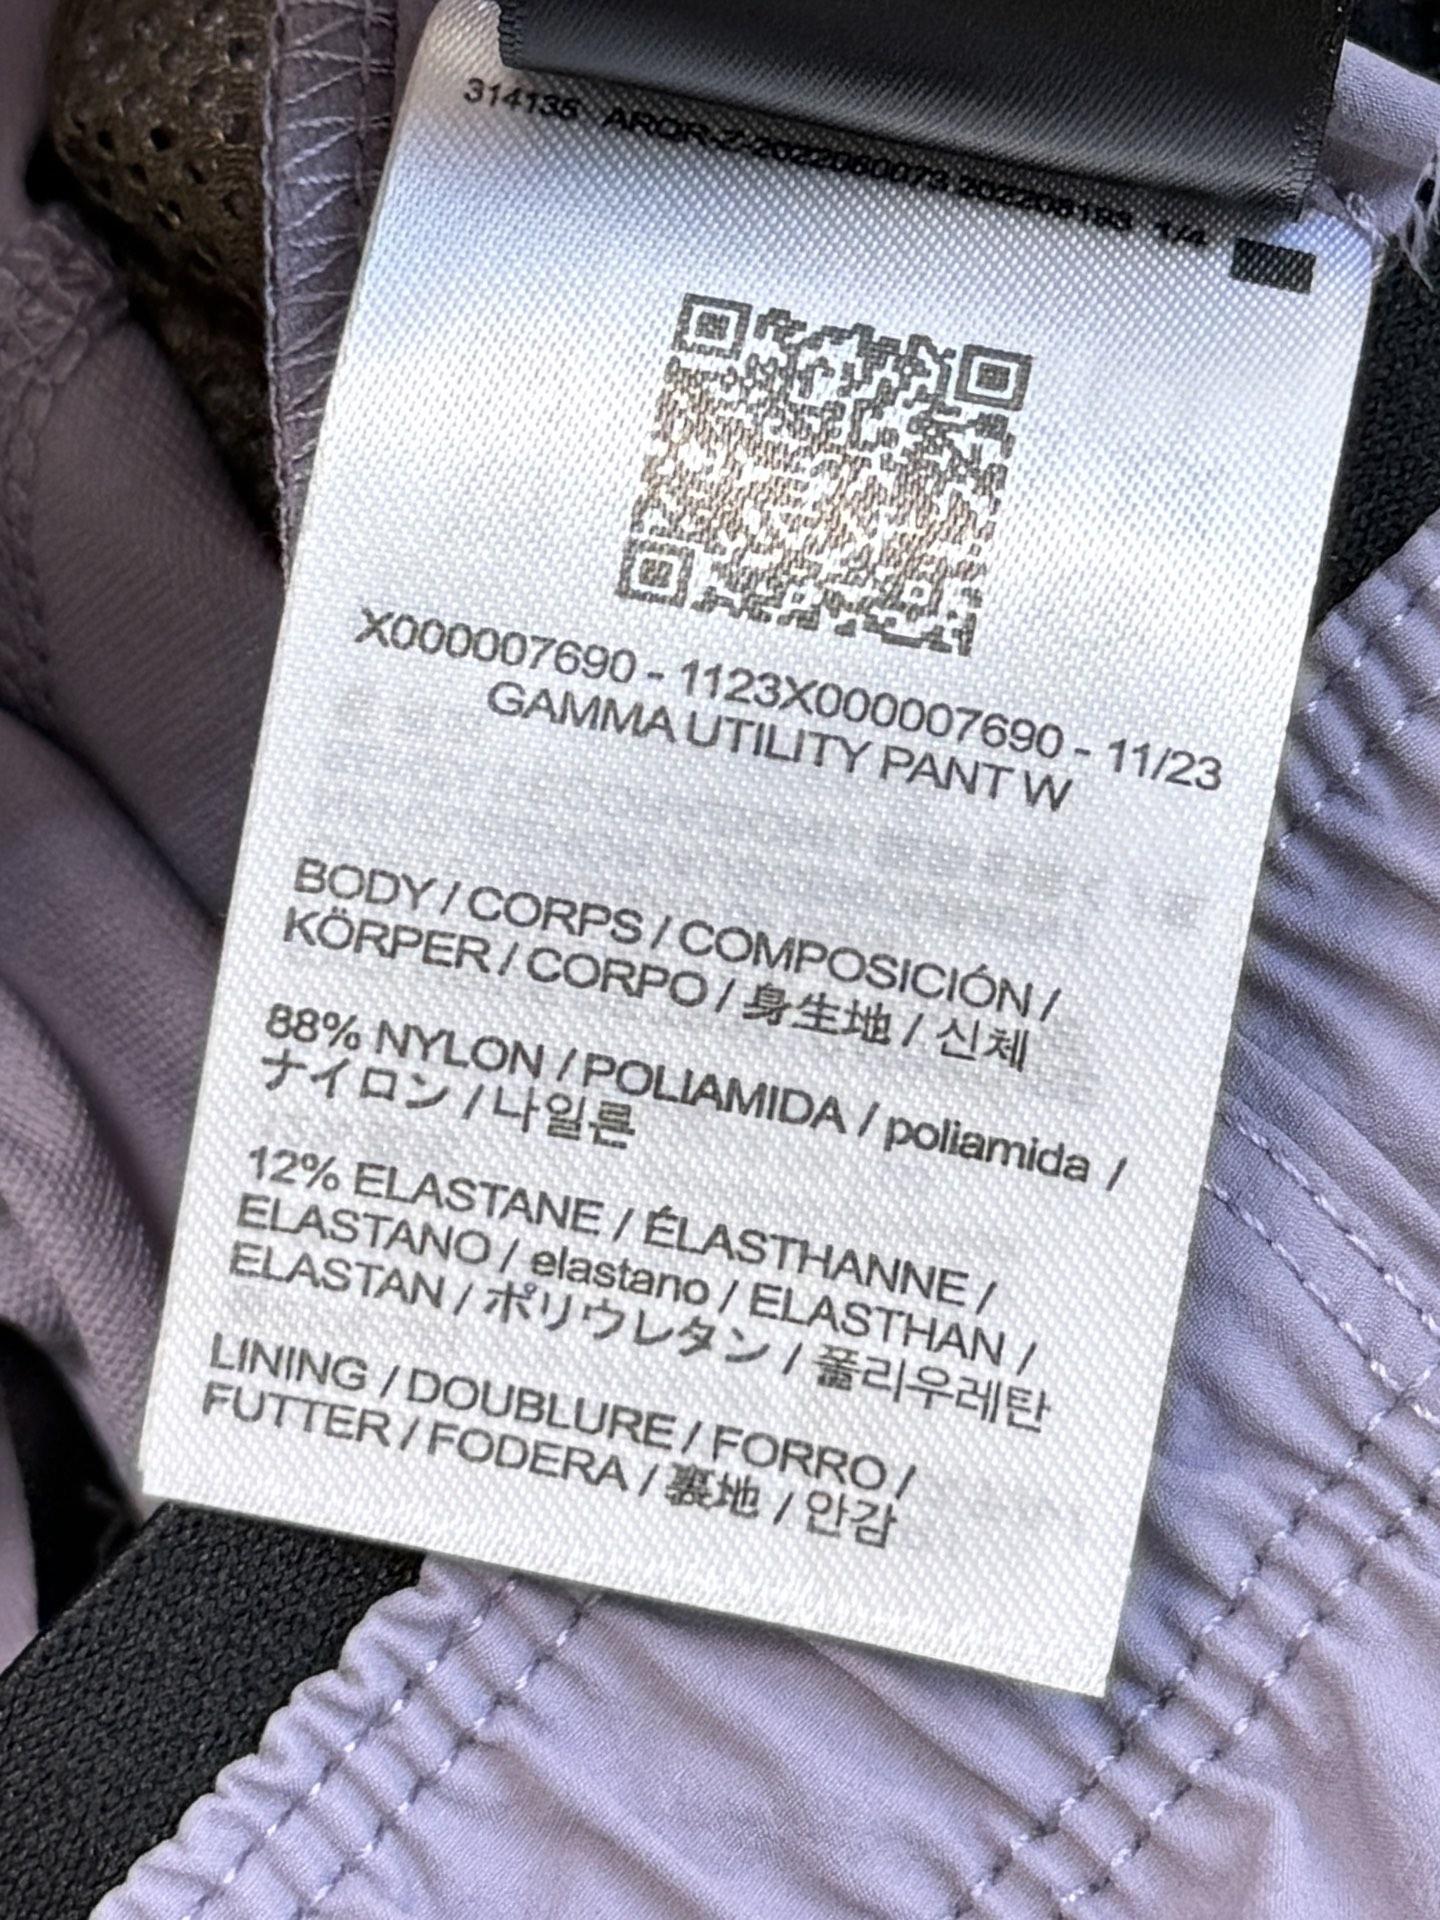 314135 ARQR-Z-2022060073 202206193 1/4
X000007690 - 1123X000007690 - 11/23
GAMMA UTILITY PANT W
BODY / CORPS / COMPOSICIÓN /
KÖRPER / CORPO / 身生地 / 신체
88% NYLON / POLIAMIDA / poliamida /
ナイロン / 나일론
12% ELASTANE / ÉLASTHANNE /
ELASTANO / elastano / ELASTHAN /
ELASTAN / ポリウレタン / 폴리우레탄
LINING / DOUBLURE / FORRO /
FUTTER / FODERA / 裏地 / 안감